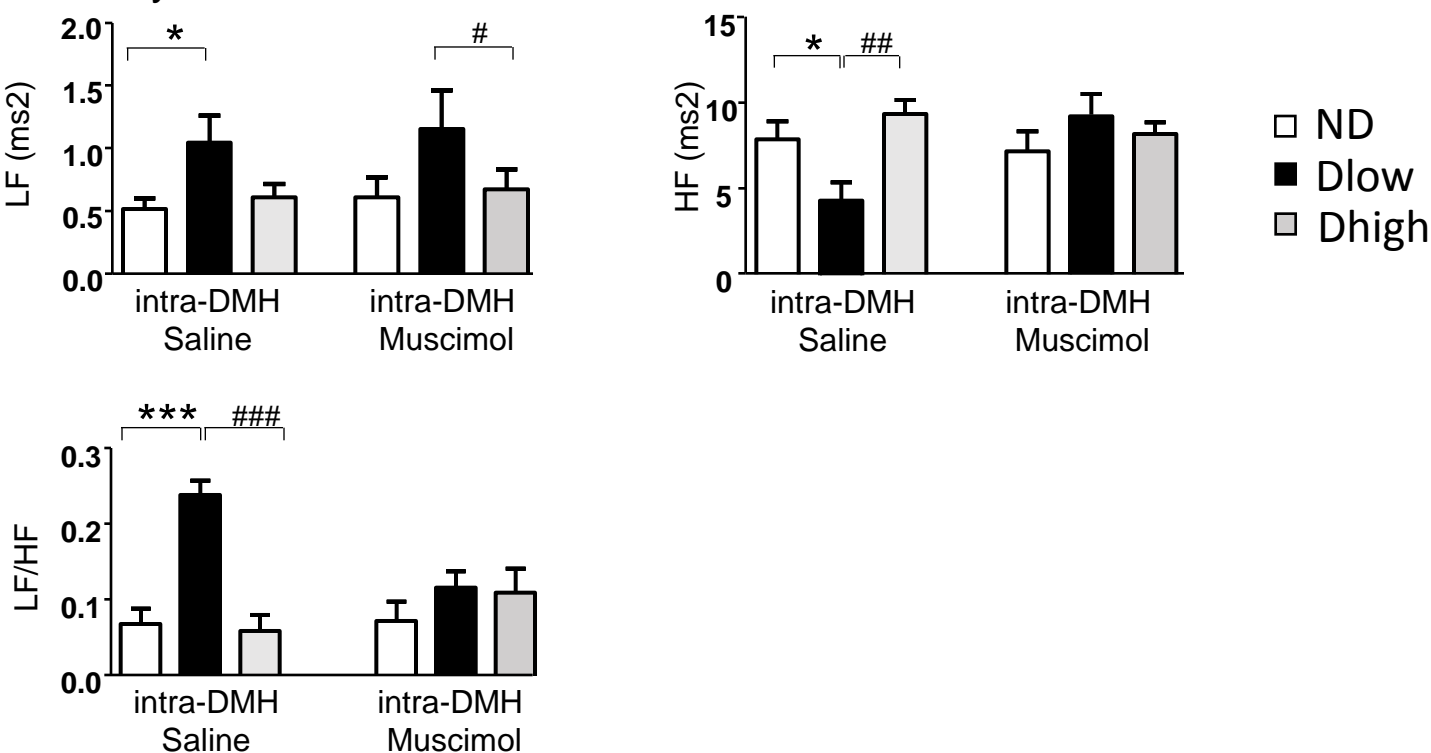 2.0
1.5
1.0
0.5
0.0
LF (ms2)
*
#
intra-DMH
Saline
intra-DMH
Muscimol
15
10
5
0
HF (ms2)
*
##
intra-DMH
Saline
intra-DMH
Muscimol
ND
Dlow
Dhigh
0.3
0.2
0.1
0.0
LF/HF
***
###
intra-DMH
Saline
intra-DMH
Muscimol